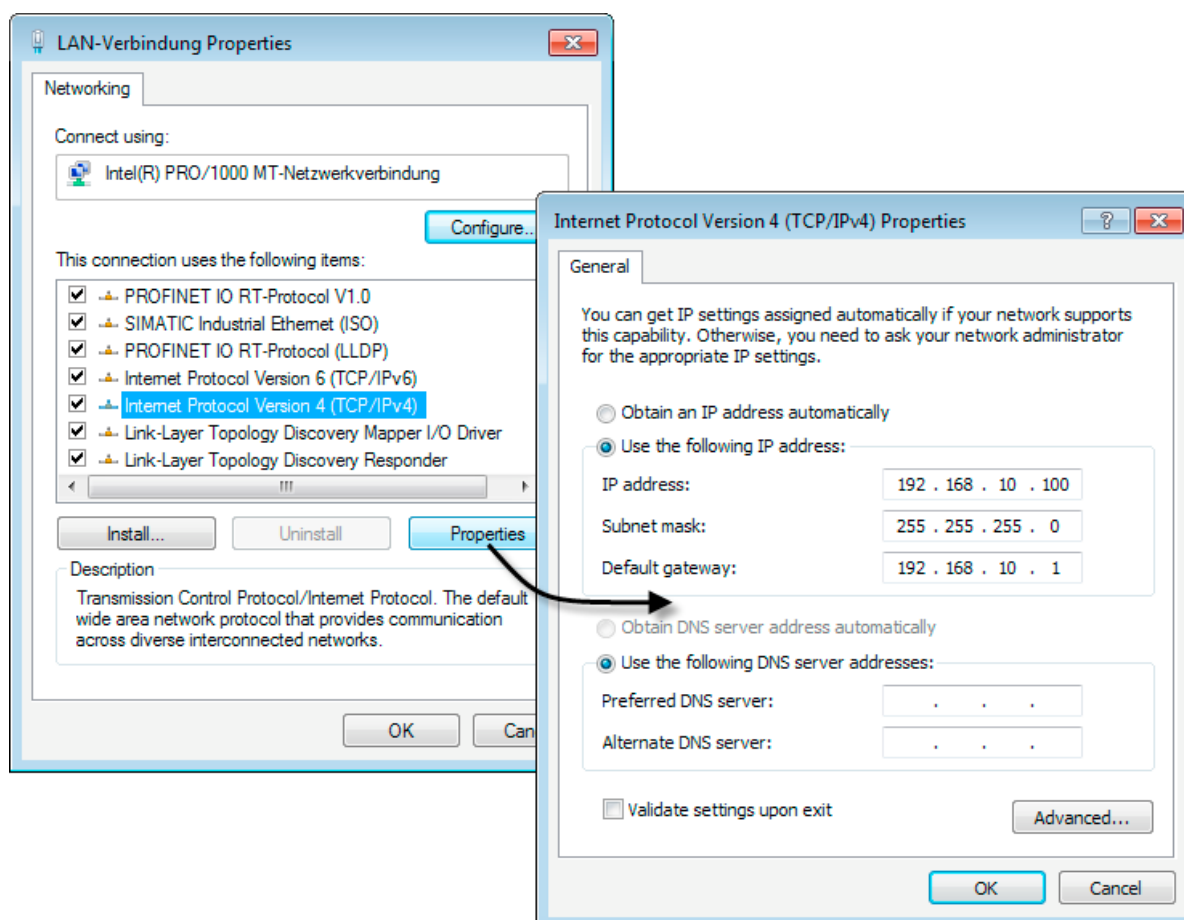 LAN-Verbindung Properties
Networking
Connect using:
Intel(R) PRO/1000 MT-Netzwerkverbindung
Configure..
This connection uses the following items:
PROFINET IO RT-Protocol V1.0
SIMATIC Industrial Ethernet (ISO)
PROFINET IO RT-Protocol (LLDP)
Internet Protocol Version 6 (TCP/IPv6)
Internet Protocol Version 4 (TCP/IPv4)
Link-Layer Topology Discovery Mapper I/O Driver
Link-Layer Topology Discovery Responder
Install...
Uninstall
Properties
Description
Transmission Control Protocol/Internet Protocol. The default
wide area network protocol that provides communication
across diverse interconnected networks.
OK
Can
Internet Protocol Version 4 (TCP/IPv4) Properties
General
You can get IP settings assigned automatically if your network supports
this capability. Otherwise, you need to ask your network administrator
for the appropriate IP settings.
Obtain an IP address automatically
Use the following IP address:
IP address: 192 . 168 . 10 . 100
Subnet mask: 255 . 255 . 255 . 0
Default gateway: 192 . 168 . 10 . 1
Obtain DNS server address automatically
Use the following DNS server addresses:
Preferred DNS server: . . .
Alternate DNS server: . . .
Validate settings upon exit
Advanced...
OK
Cancel